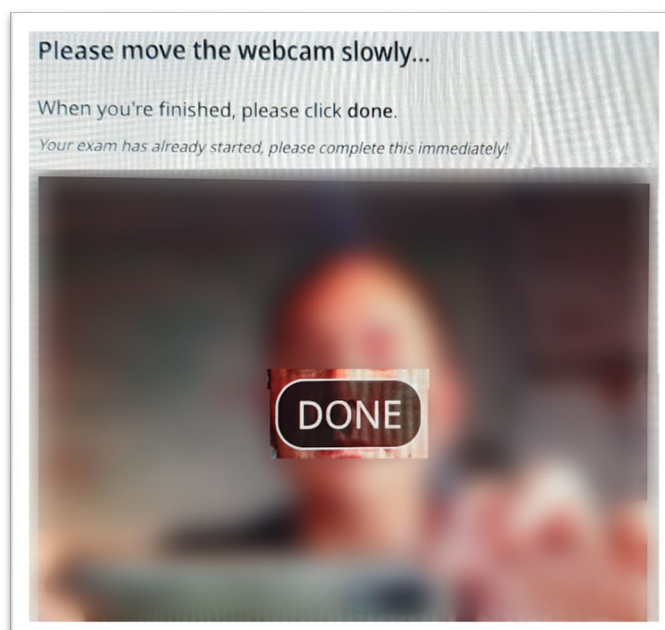 Please move the webcam slowly...
When you're finished, please click done.
Your exam has already started, please complete this immediately!
DONE